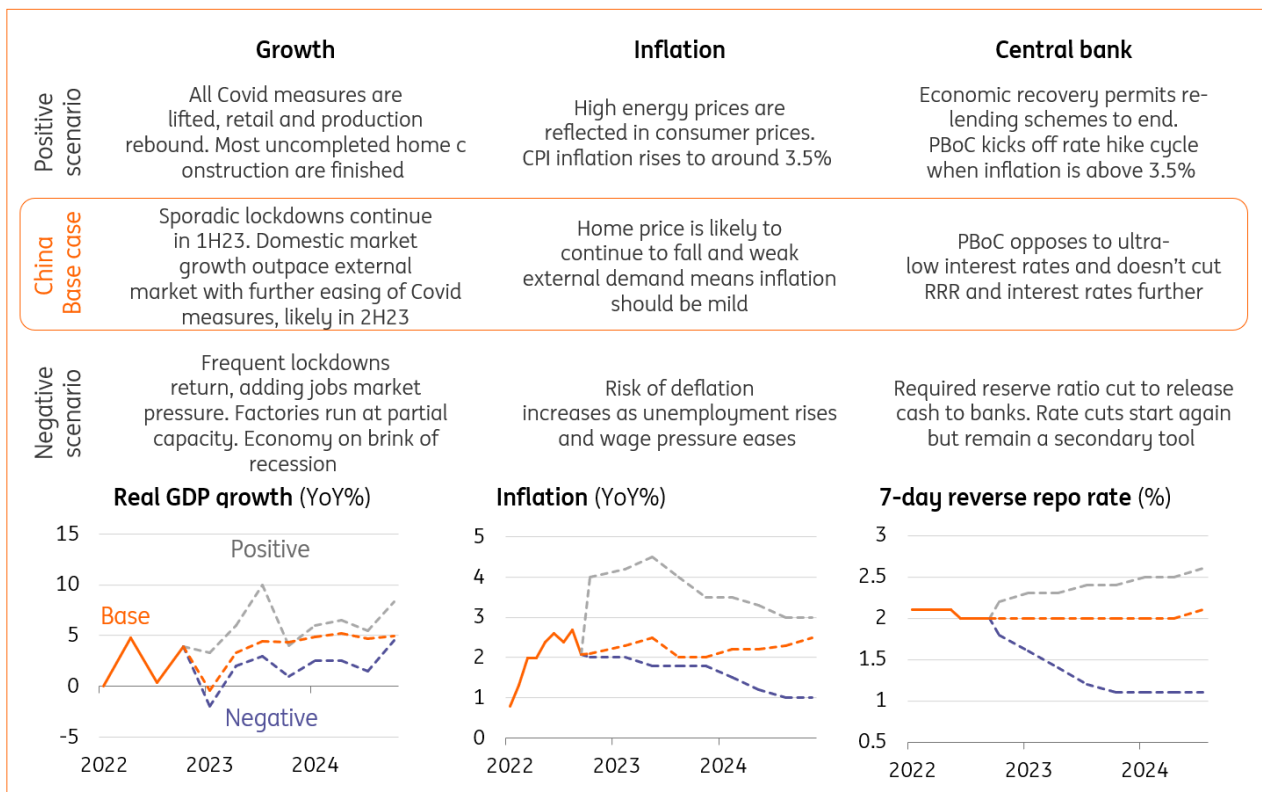 Growth
Inflation
Central bank
Positive
scenario
All Covid measures are
lifted, retail and production
rebound. Most uncompleted home c
onstruction are finished
High energy prices are
reflected in consumer prices.
CPI inflation rises to around 3.5%
Economic recovery permits re-
lending schemes to end.
PBoC kicks off rate hike cycle
when inflation is above 3.5%
China
Base case
Sporadic lockdowns continue
in 1H23. Domestic market
growth outpace external
market with further easing of Covid
measures, likely in 2H23
Home price is likely to
continue to fall and weak
external demand means inflation
should be mild
PBoC opposes to ultra-
low interest rates and doesn't cut
RRR and interest rates further
Negative
scenario
Frequent lockdowns
return, adding jobs market
pressure. Factories run at partial
capacity. Economy on brink of
recession
Risk of deflation
increases as unemployment rises
and wage pressure eases
Required reserve ratio cut to release
cash to banks. Rate cuts start again
but remain a secondary tool
Real GDP growth (YoY%)
15
10
5
0
-5
Positive
Base
Negative
2022
2023
2024
Inflation (YoY%)
5
4
3
2
1
0
2022
2023
2024
7-day reverse repo rate (%)
3
2.5
2
1.5
1
0.5
2022
2023
2024